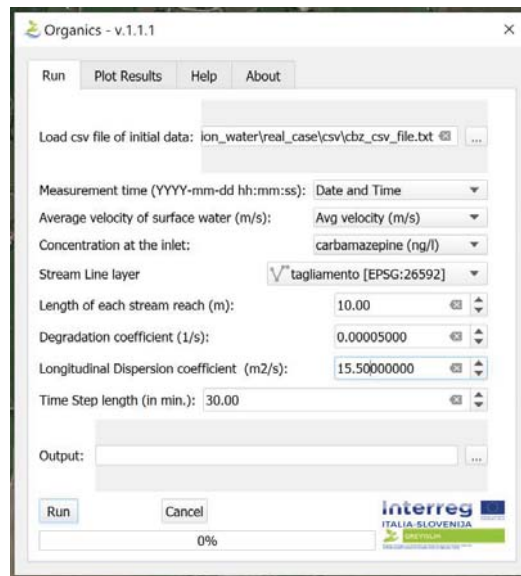 Organics - v.1.1.1
Run Plot Results Help About
Load csv file of initial data: ion_water\real_case\csv\cbz_csv_file.txt ...
Measurement time (YYYY-mm-dd hh:mm:ss): Date and Time
Average velocity of surface water (m/s): Avg velocity (m/s)
Concentration at the inlet: carbamazepine (ng/l)
Stream Line layer tagliamento [EPSG:26592]
Length of each stream reach (m): 10.00
Degradation coefficient (1/s): 0.00005000
Longitudinal Dispersion coefficient (m2/s): 15.50000000
Time Step length (in min.): 30.00
Output: ...
Run Cancel
0%
Interreg
ITALIA-SLOVENIJA